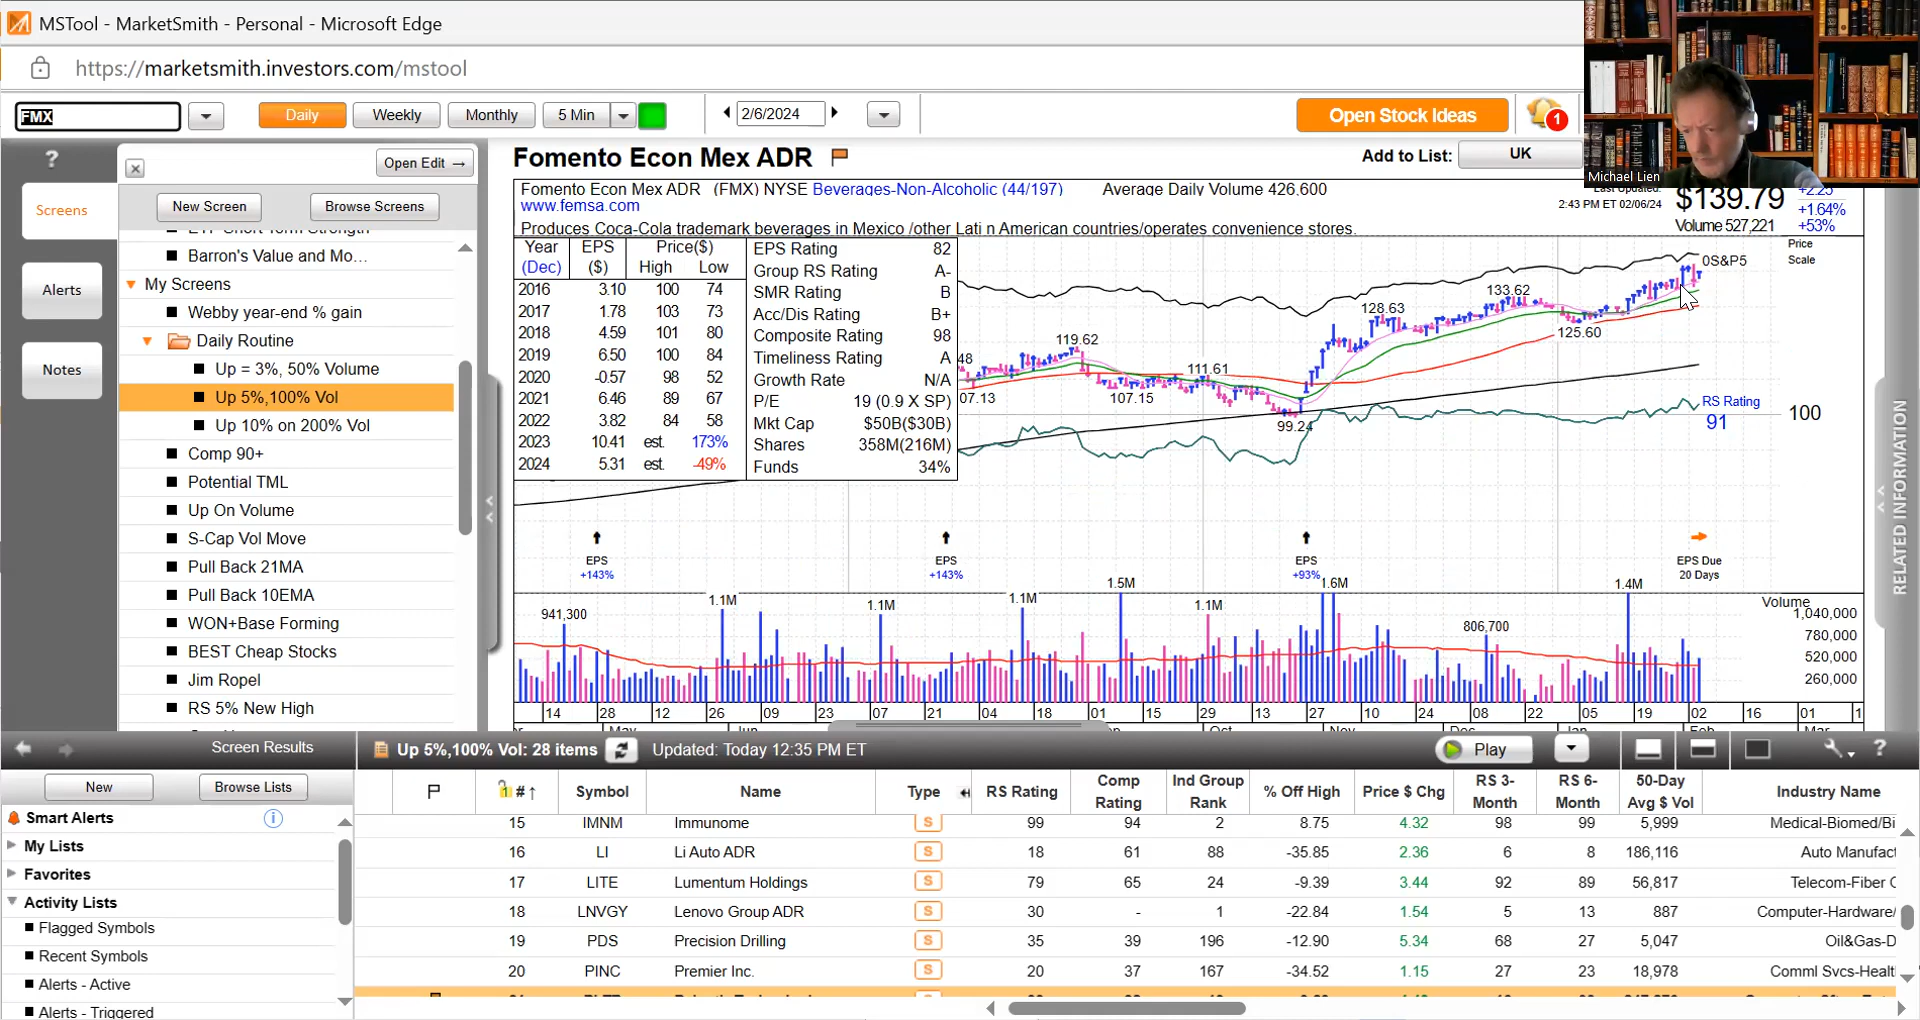 MSTool - MarketSmith - Personal - Microsoft Edge
https://marketsmith.investors.com/mstool
FMX
Daily
Weekly
Monthly
5 Min
2/6/2024
Open Stock Ideas
1
Michael Lien
?
Screens
Alerts
Notes
Open Edit →
New Screen
Browse Screens
Barron's Value and Mo…
My Screens
Webby year-end % gain
Daily Routine
Up = 3%, 50% Volume
Up 5%,100% Vol
Up 10% on 200% Vol
Comp 90+
Potential TML
Up On Volume
S-Cap Vol Move
Pull Back 21MA
Pull Back 10EMA
WON+Base Forming
BEST Cheap Stocks
Jim Ropel
RS 5% New High
Fomento Econ Mex ADR
Add to List: UK
Fomento Econ Mex ADR (FMX) NYSE Beverages-Non-Alcoholic (44/197) Average Daily Volume 426.600
www.femsa.com
Produces Coca-Cola trademark beverages in Mexico /other Lati n American countries/operates convenience stores.
Last Updated:
2:43 PM ET 02/06/24
$139.79
+2.25
+1.64%
Volume 527,221 +53%
Year EPS Price($)
(Dec) ($) High Low
2016 3.10 100 74
2017 1.78 103 73
2018 4.59 101 80
2019 6.50 100 84
2020 -0.57 98 52
2021 6.46 89 67
2022 3.82 84 58
2023 10.41 est. 173%
2024 5.31 est. -49%
EPS Rating 82
Group RS Rating A-
SMR Rating B
Acc/Dis Rating B+
Composite Rating 98
Timeliness Rating A
Growth Rate N/A
P/E 19 (0.9 X SP)
Mkt Cap $50B($30B)
Shares 358M(216M)
Funds 34%
Price
Scale
0S&P5
48
07.13
119.62
107.15
111.61
99.24
128.63
133.62
125.60
RS Rating
91
100
EPS
+143%
EPS
+143%
EPS
+93%
EPS Due
20 Days
941,300
1.1M
1.1M
1.1M
1.5M
1.1M
1.6M
806,700
1.4M
Volume
1,040,000
780,000
520,000
260,000
14 28 12 26 09 23 07 21 04 18 01 15 29 13 27 10 24 08 22 05 19 02 16 01
May Oct Nov Dec Jan Feb Mar
RELATED INFORMATION
Screen Results
Up 5%,100% Vol: 28 items
Updated: Today 12:35 PM ET
Play
?
New
Browse Lists
Smart Alerts
My Lists
Favorites
Activity Lists
Flagged Symbols
Recent Symbols
Alerts - Active
Alerts - Triggered
# ↑ Symbol Name Type RS Rating Comp Rating Ind Group Rank % Off High Price $ Chg RS 3-Month RS 6-Month 50-Day Avg $ Vol Industry Name
15 IMNM Immunome S 99 94 2 8.75 4.32 98 99 5,999 Medical-Biomed/Bi
16 LI Li Auto ADR S 18 61 88 -35.85 2.36 6 8 186,116 Auto Manufact
17 LITE Lumentum Holdings S 79 65 24 -9.39 3.44 92 89 56,817 Telecom-Fiber C
18 LNVGY Lenovo Group ADR S 30 - 1 -22.84 1.54 5 13 887 Computer-Hardware/
19 PDS Precision Drilling S 35 39 196 -12.90 5.34 68 27 5,047 Oil&Gas-D
20 PINC Premier Inc. S 20 37 167 -34.52 1.15 27 23 18,978 Comml Svcs-Healt